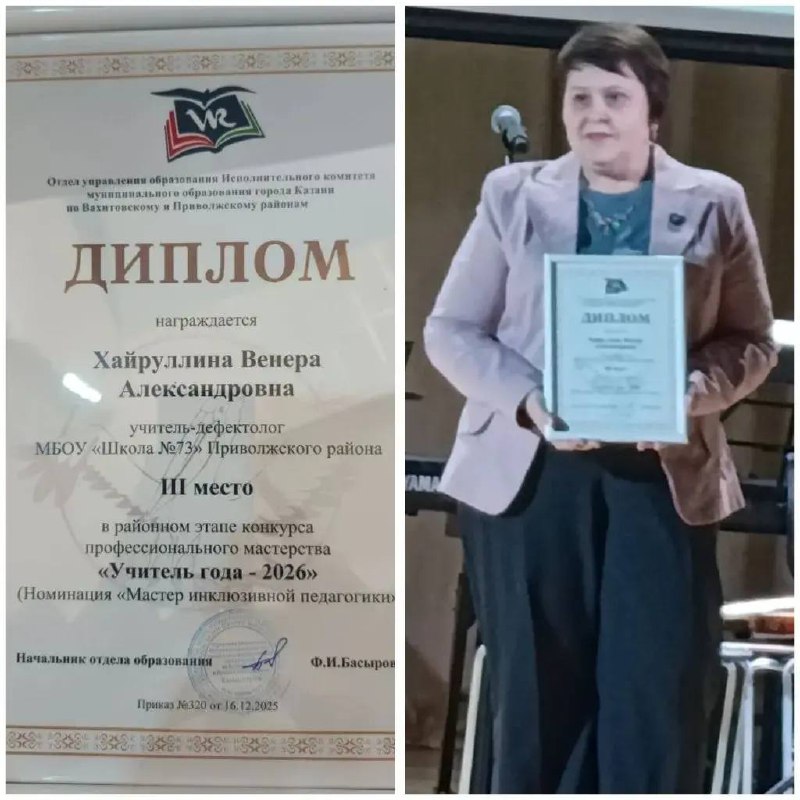 Отдел управления образования Исполнительного комитета
муниципального образования города Казани
по Вахитовскому и Приволжскому районам
ДИПЛОМ
награждается
Хайруллина Венера
Александровна
учитель-дефектолог
МБОУ «Школа №73» Приволжского района
III место
в районном этапе конкурса
профессионального мастерства
«Учитель года - 2026»
(Номинация «Мастер инклюзивной педагогики»
Начальник отдела образования Ф.И.Басыров
Приказ №320 от 16.12.2025
ДИПЛОМ
YAMA